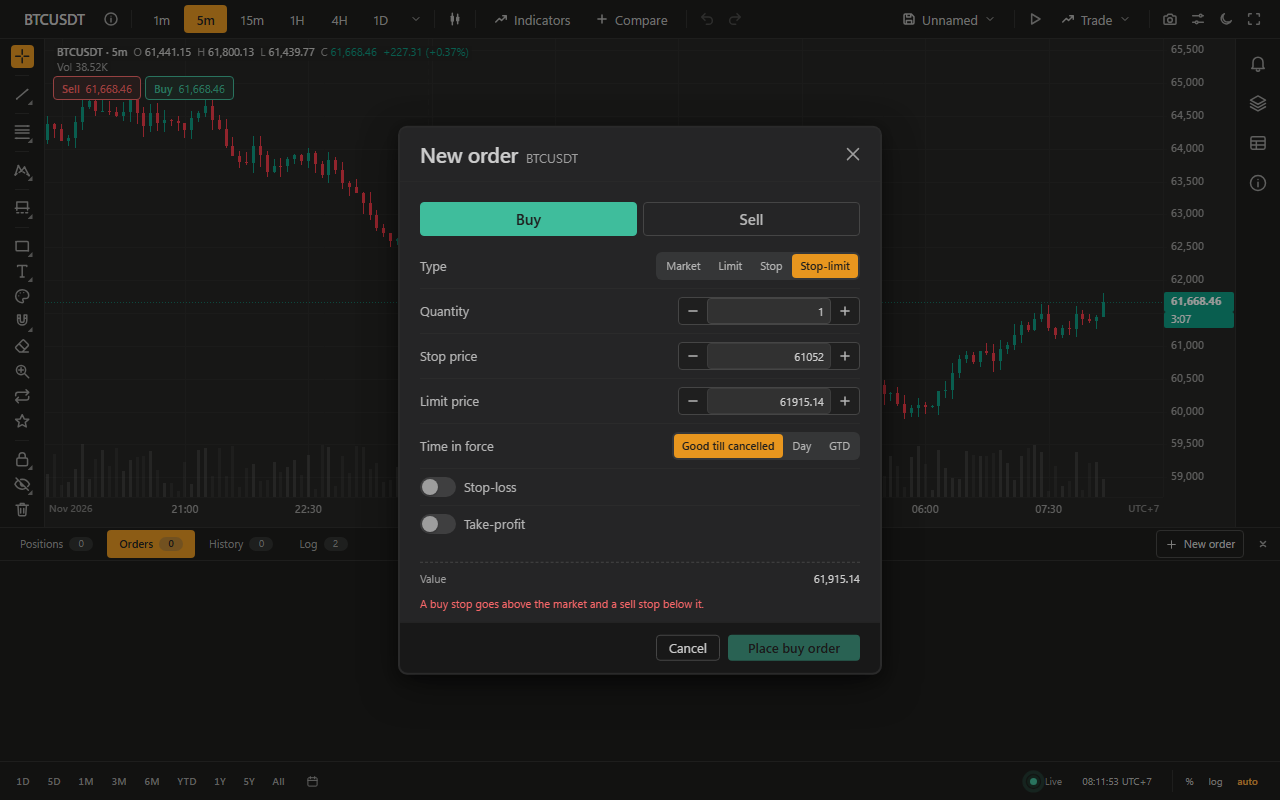 BTCUSDT 1m 5m 15m 1H 4H 1D Indicators Compare Unnamed Trade
BTCUSDT · 5m O 61,441.15 H 61,800.13 L 61,439.77 C 61,668.46 +227.31 (+0.37%)
Vol 38.52K
Sell 61,668.46 Buy 61,668.46
65,500
65,000
64,500
64,000
63,500
63,000
62,500
62,000
61,668.46
3:07
61,000
60,500
60,000
59,500
59,000
Nov 2026 21:00 22:30 06:00 07:30 UTC+7
New order BTCUSDT
Buy Sell
Type Market Limit Stop Stop-limit
Quantity 1
Stop price 61052
Limit price 61915.14
Time in force Good till cancelled Day GTD
Stop-loss
Take-profit
Value 61,915.14
A buy stop goes above the market and a sell stop below it.
Cancel Place buy order
Positions 0 Orders 0 History 0 Log 2 New order
1D 5D 1M 3M 6M YTD 1Y 5Y All Live 08:11:53 UTC+7 % log auto